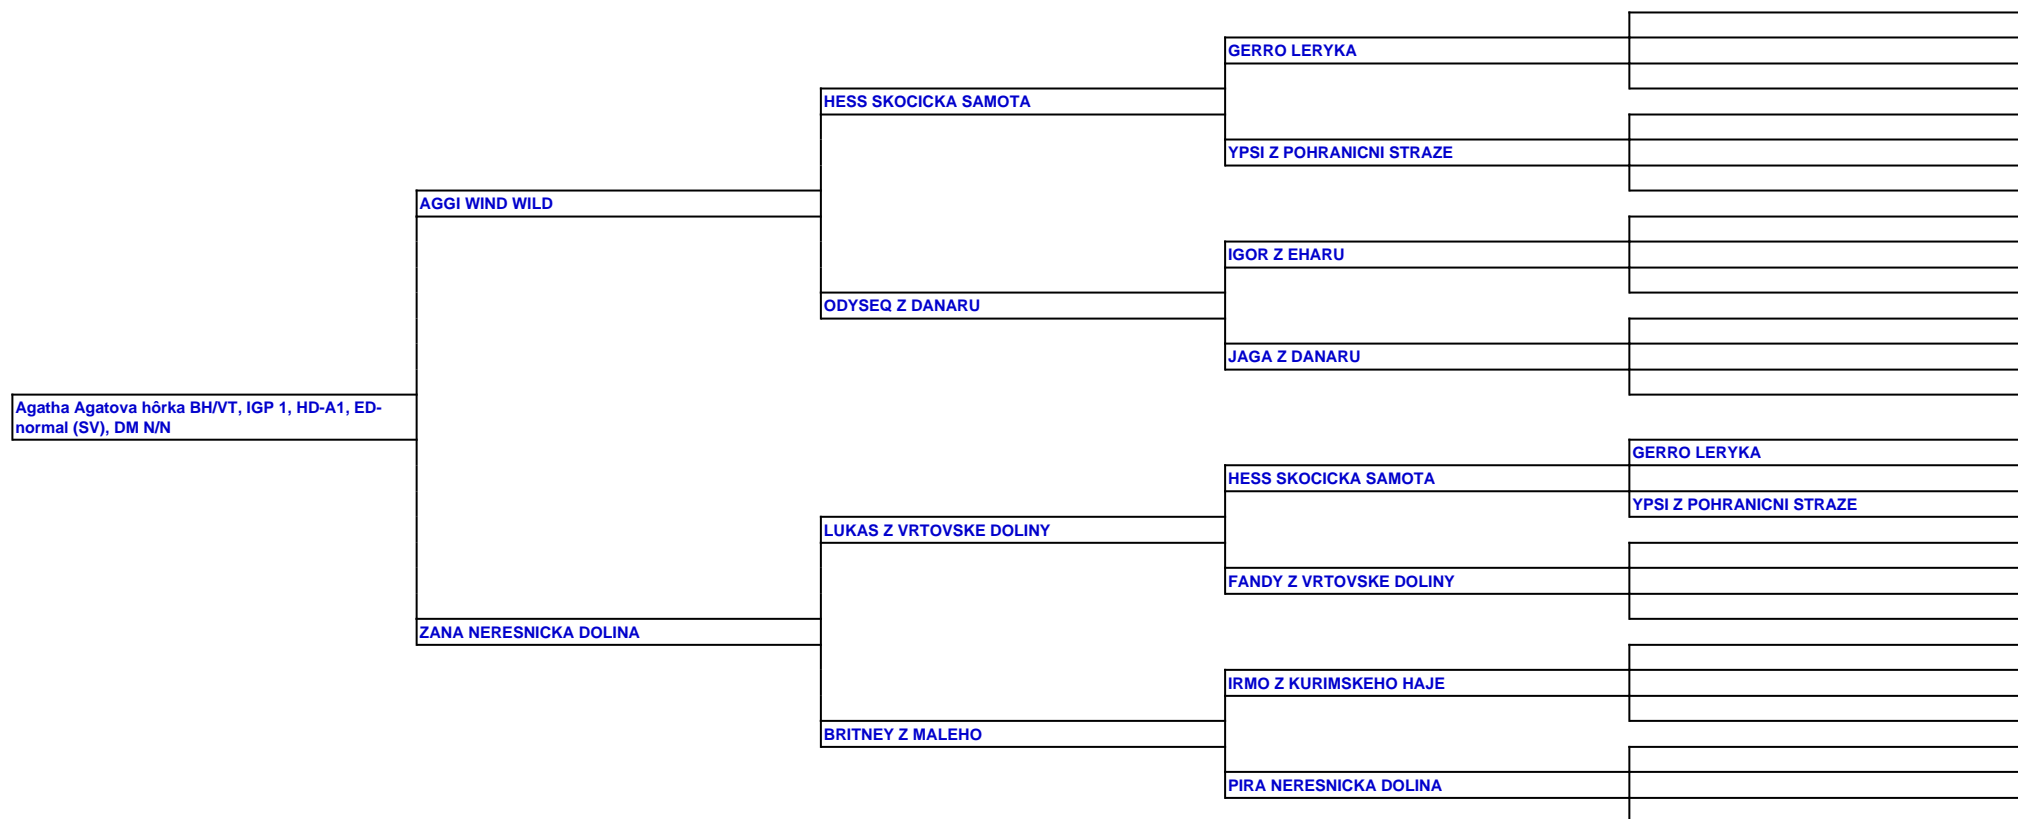 GERRO LERYKA
HESS SKOCICKA SAMOTA
YPSI Z POHRANICNI STRAZE
AGGI WIND WILD
IGOR Z EHARU
ODYSEQ Z DANARU
JAGA Z DANARU
Agatha Agatova hôrka BH/VT, IGP 1, HD-A1, ED-
normal (SV), DM N/N
GERRO LERYKA
HESS SKOCICKA SAMOTA
YPSI Z POHRANICNI STRAZE
LUKAS Z VRTOVSKE DOLINY
FANDY Z VRTOVSKE DOLINY
ZANA NERESNICKA DOLINA
IRMO Z KURIMSKEHO HAJE
BRITNEY Z MALEHO
PIRA NERESNICKA DOLINA